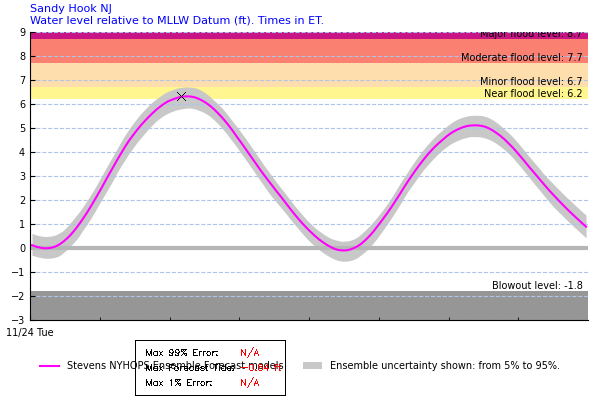 Sandy Hook NJ
Water level relative to MLLW Datum (ft). Times in ET.
9
Major flood level: 8.7
8
Moderate flood level: 7.7
7
Minor flood level: 6.7
Near flood level: 6.2
6
5
4
3
2
1
0
−1
Blowout level: -1.8
−2
−3
11/24 Tue
Max 99% Error: N/A
Stevens NYHOPS Ensemble Forecast models
Max Forecast Tide:
Ensemble uncertainty shown: from 5% to 95%.
Max 1% Error: N/A